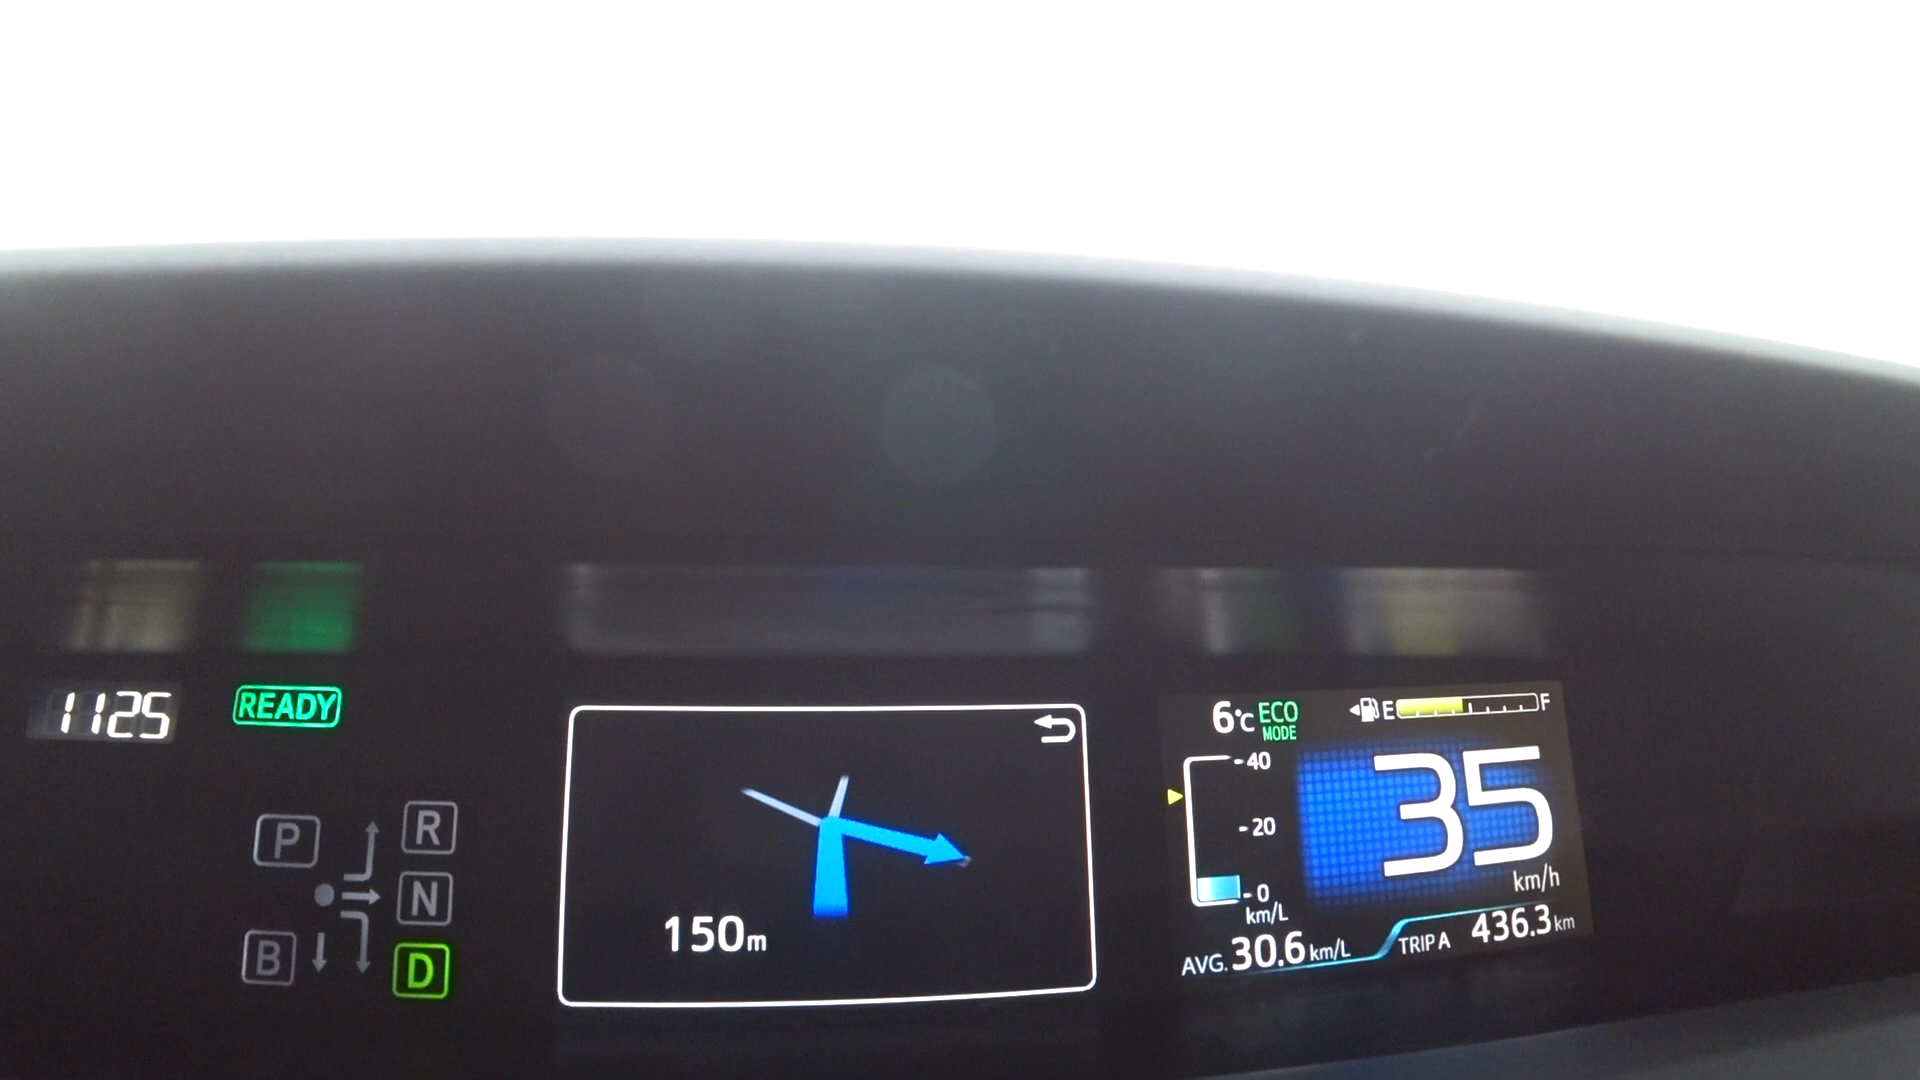 1125
READY
P
R
N
B
D
150m
6°C
ECO
MODE
E
F
40
20
0
km/L
35
km/h
AVG. 30.6 km/L
TRIP A 436.3 km